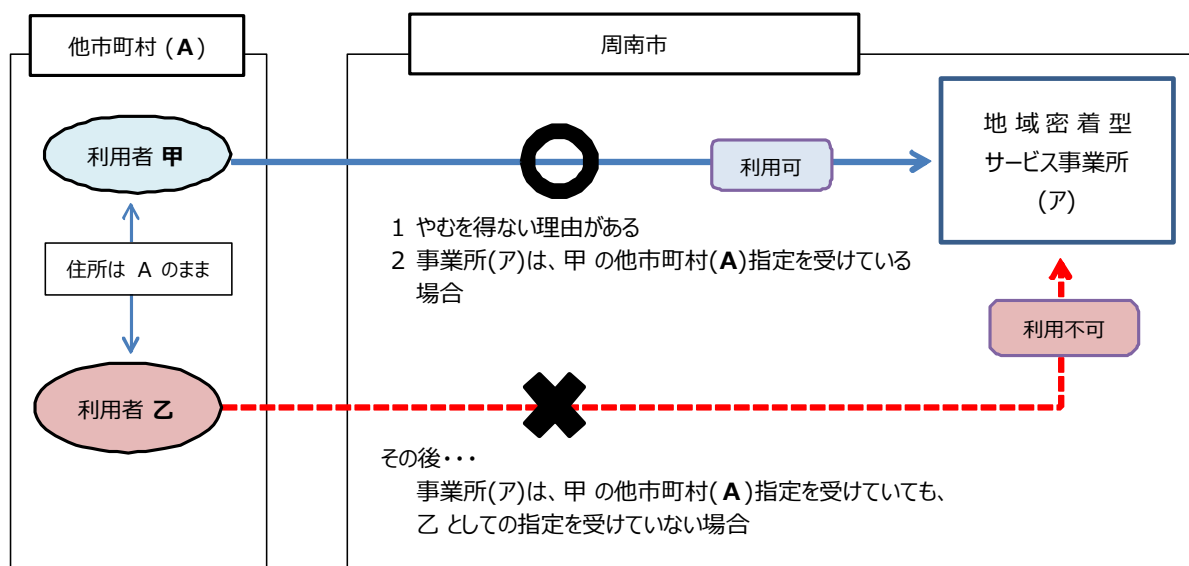 他市町村 (A)
周南市
利用者 甲
利用可
地 域 密 着 型
サービス事業所
(ア)
1 やむを得ない理由がある
2 事業所(ア)は、甲 の他市町村(A)指定を受けている
場合
住所は A のまま
利用不可
利用者 乙
その後・・・
事業所(ア)は、甲 の他市町村(A)指定を受けていても、
乙 としての指定を受けていない場合